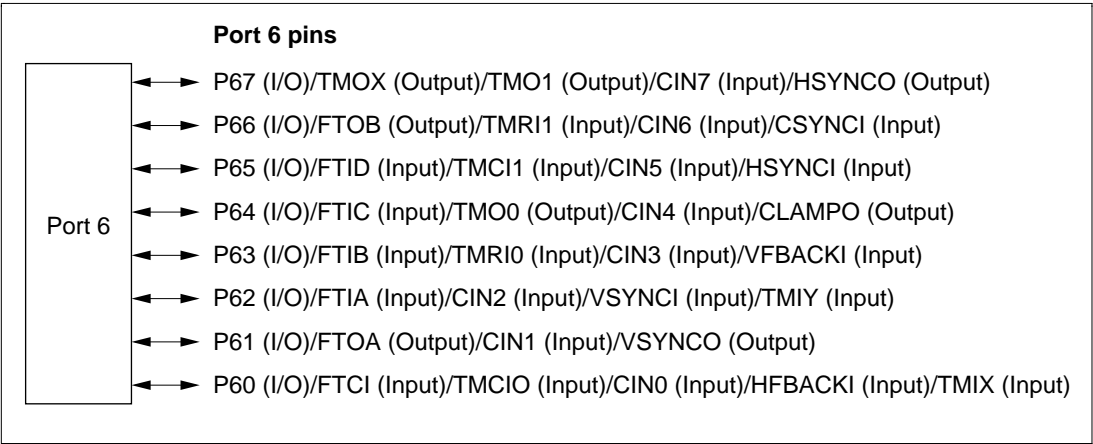 Port 6 pins
P67 (I/O)/TMOX (Output)/TMO1 (Output)/CIN7 (Input)/HSYNCO (Output)
P66 (I/O)/FTOB (Output)/TMRI1 (Input)/CIN6 (Input)/CSYNCI (Input)
P65 (I/O)/FTID (Input)/TMCI1 (Input)/CIN5 (Input)/HSYNCI (Input)
P64 (I/O)/FTIC (Input)/TMO0 (Output)/CIN4 (Input)/CLAMPO (Output)
Port 6
P63 (I/O)/FTIB (Input)/TMRI0 (Input)/CIN3 (Input)/VFBACKI (Input)
P62 (I/O)/FTIA (Input)/CIN2 (Input)/VSYNCI (Input)/TMIY (Input)
P61 (I/O)/FTOA (Output)/CIN1 (Input)/VSYNCO (Output)
P60 (I/O)/FTCI (Input)/TMCIO (Input)/CIN0 (Input)/HFBACKI (Input)/TMIX (Input)